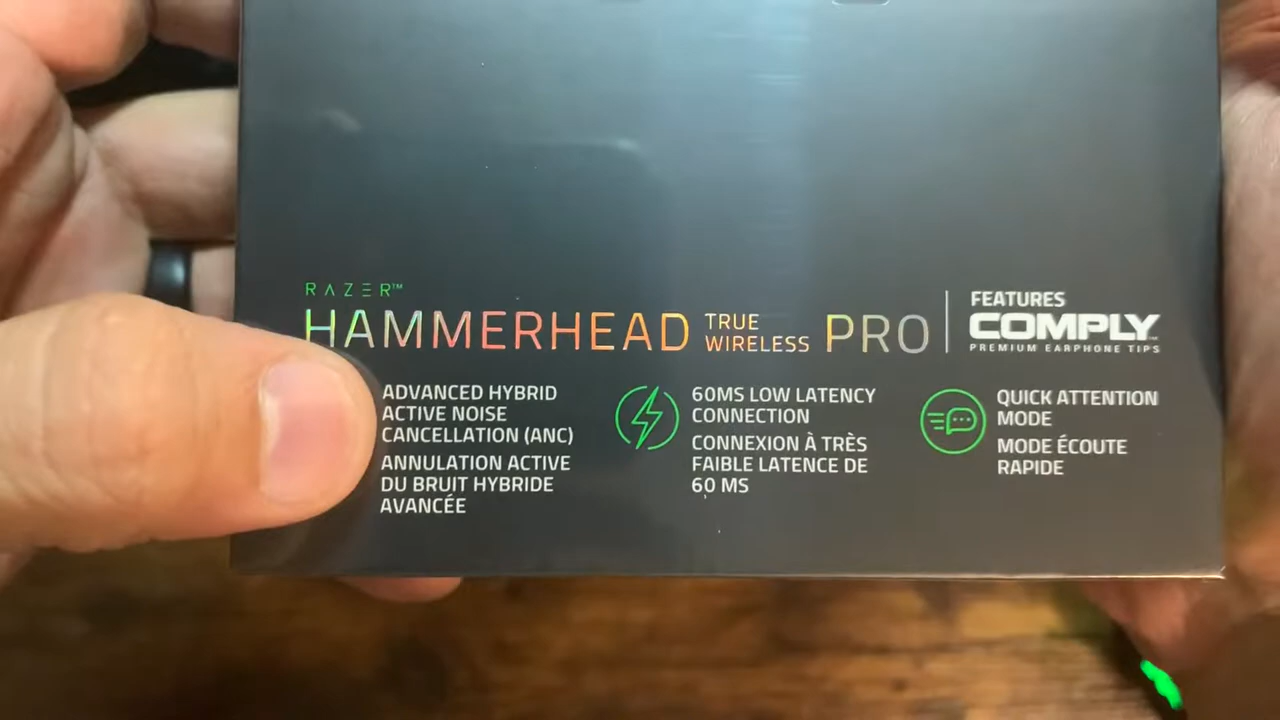 RAZER™
HAMMERHEAD TRUE WIRELESS PRO
FEATURES
COMPLY™
PREMIUM EARPHONE TIPS
ADVANCED HYBRID
ACTIVE NOISE
CANCELLATION (ANC)
ANNULATION ACTIVE
DU BRUIT HYBRIDE
AVANCÉE
60MS LOW LATENCY
CONNECTION
CONNEXION À TRÈS
FAIBLE LATENCE DE
60 MS
QUICK ATTENTION
MODE
MODE ÉCOUTE
RAPIDE